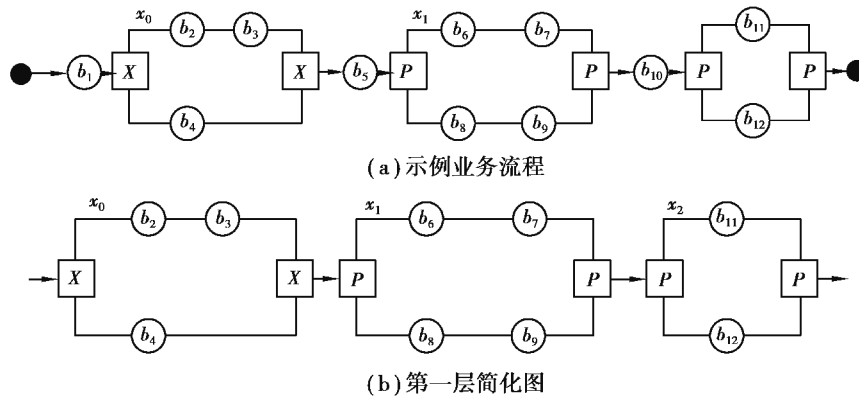 x₀ b₂ b₃ x₁ b₆ b₇ b₁₁
b₁ X X b₅ P P b₁₀ P P
b₄ b₈ b₉ b₁₂
(a)示例业务流程
x₀ b₂ b₃ x₁ b₆ b₇ x₂ b₁₁
X X P P P P
b₄ b₈ b₉ b₁₂
(b)第一层简化图